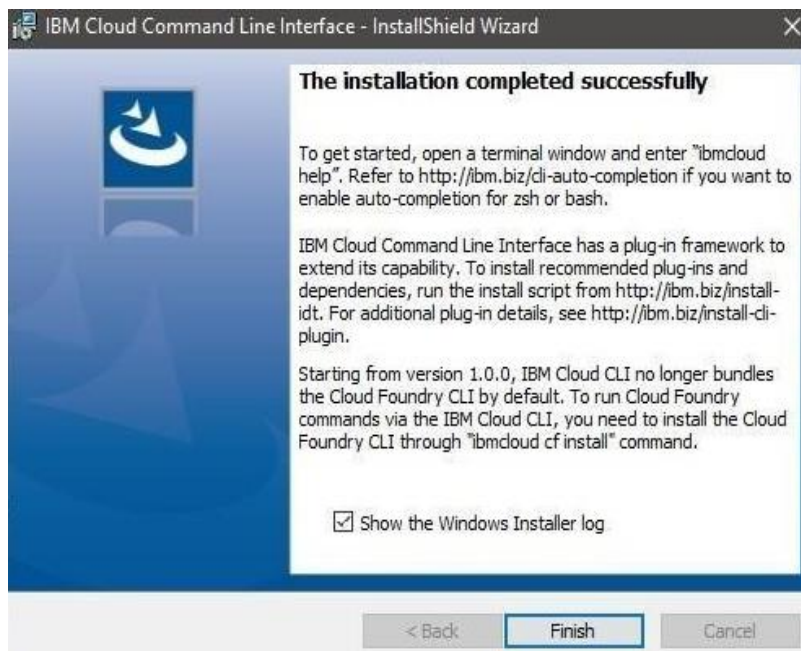 IBM Cloud Command Line Interface - InstallShield Wizard
The installation completed successfully
To get started, open a terminal window and enter "ibmcloud
help". Refer to http://ibm.biz/cli-auto-completion if you want to
enable auto-completion for zsh or bash.
IBM Cloud Command Line Interface has a plug-in framework to
extend its capability. To install recommended plug-ins and
dependencies, run the install script from http://ibm.biz/install-
idt. For additional plug-in details, see http://ibm.biz/install-cli-
plugin.
Starting from version 1.0.0, IBM Cloud CLI no longer bundles
the Cloud Foundry CLI by default. To run Cloud Foundry
commands via the IBM Cloud CLI, you need to install the Cloud
Foundry CLI through "ibmcloud cf install" command.
Show the Windows Installer log
< Back Finish Cancel